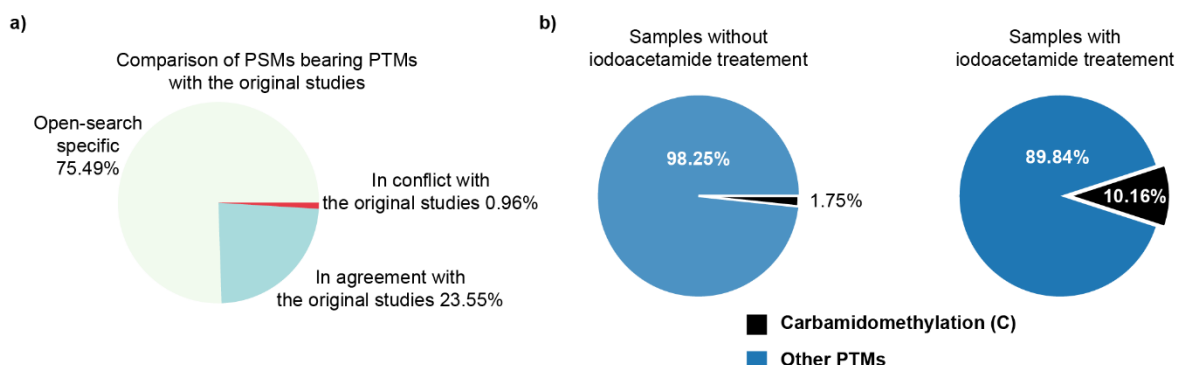 a)
Comparison of PSMs bearing PTMs
with the original studies
Open-search
specific
75.49%
In conflict with
the original studies 0.96%
In agreement with
the original studies 23.55%
b)
Samples without
iodoacetamide treatement
98.25%
1.75%
Samples with
iodoacetamide treatement
89.84%
10.16%
Carbamidomethylation (C)
Other PTMs